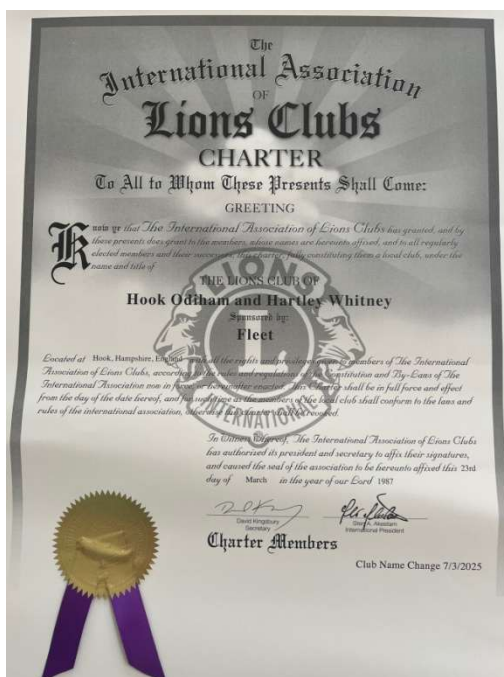 The
International Association
OF
Lions Clubs
CHARTER
To All to Whom These Presents Shall Come:
GREETING
Know ye that The International Association of Lions Clubs has granted, and by
these presents does grant to the members, whose names are hereunto affixed, and to all regularly
elected members and their successors, this charter, fully constituting them a local club, under the
name and title of
THE LIONS CLUB OF
Hook Odiham and Hartley Whitney
Sponsored by:
Fleet
Located at Hook, Hampshire, England with all the rights and privileges given to members of The International
Association of Lions Clubs, according to the rules and regulations of the Constitution and By-Laws of The
International Association now in force, or hereinafter enacted. This Charter shall be in full force and effect
from the day of the date hereof, and for such time as the members of the local club shall conform to the laws and
rules of the international association, otherwise this charter shall be revoked.
LIONS
INTERNATIONAL
In Witness Whereof, The International Association of Lions Clubs
has authorized its president and secretary to affix their signatures,
and caused the seal of the association to be hereunto affixed this 23rd
day of March in the year of our Lord 1987
David Kingsbury
Secretary
International President
Charter Members
Club Name Change 7/3/2025